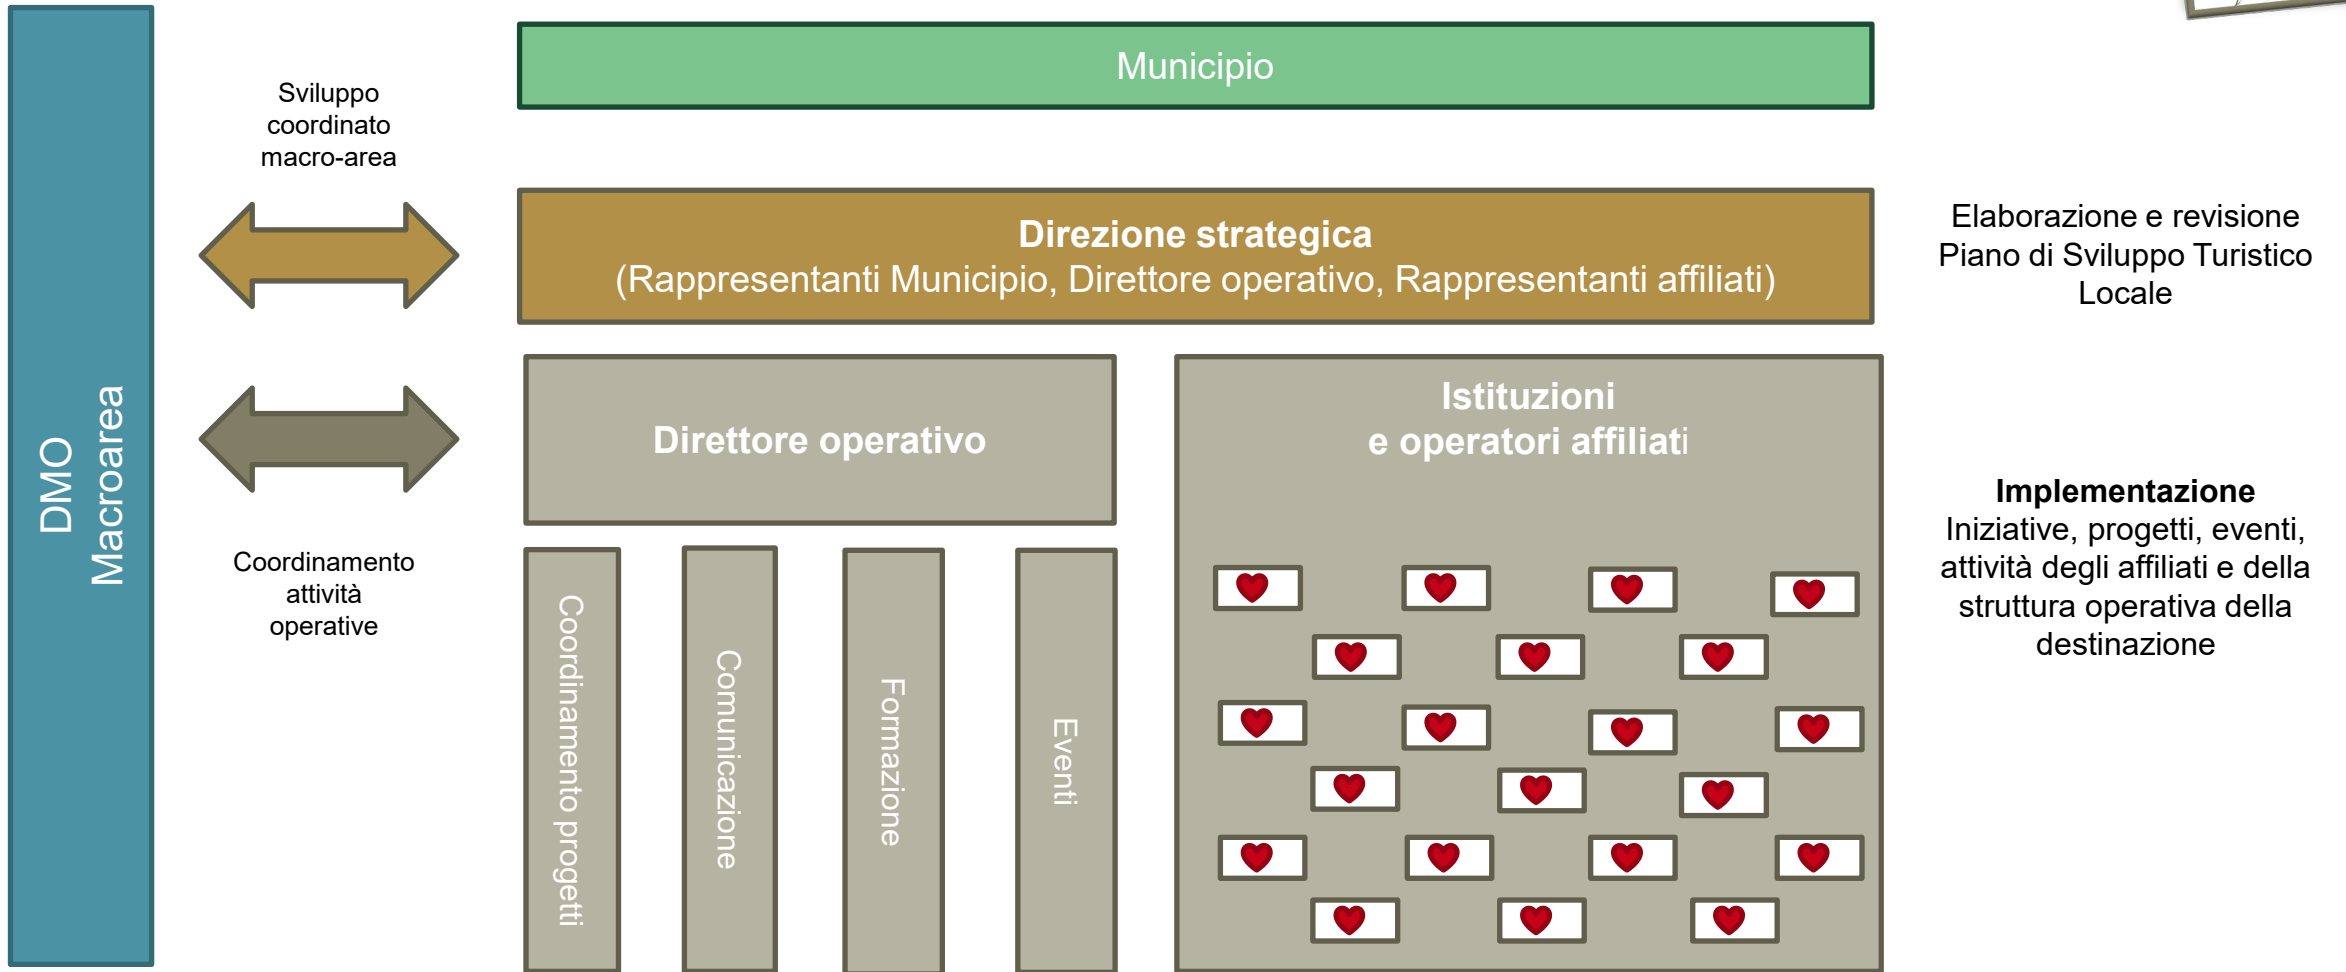 DMO
Macroarea
Sviluppo
coordinato
macro-area
Coordinamento
attività
operative
Municipio
Direzione strategica
(Rappresentanti Municipio, Direttore operativo, Rappresentanti affiliati)
Direttore operativo
Coordinamento progetti
Comunicazione
Formazione
Eventi
Istituzioni
e operatori affiliati
Elaborazione e revisione
Piano di Sviluppo Turistico
Locale
Implementazione
Iniziative, progetti, eventi,
attività degli affiliati e della
struttura operativa della
destinazione